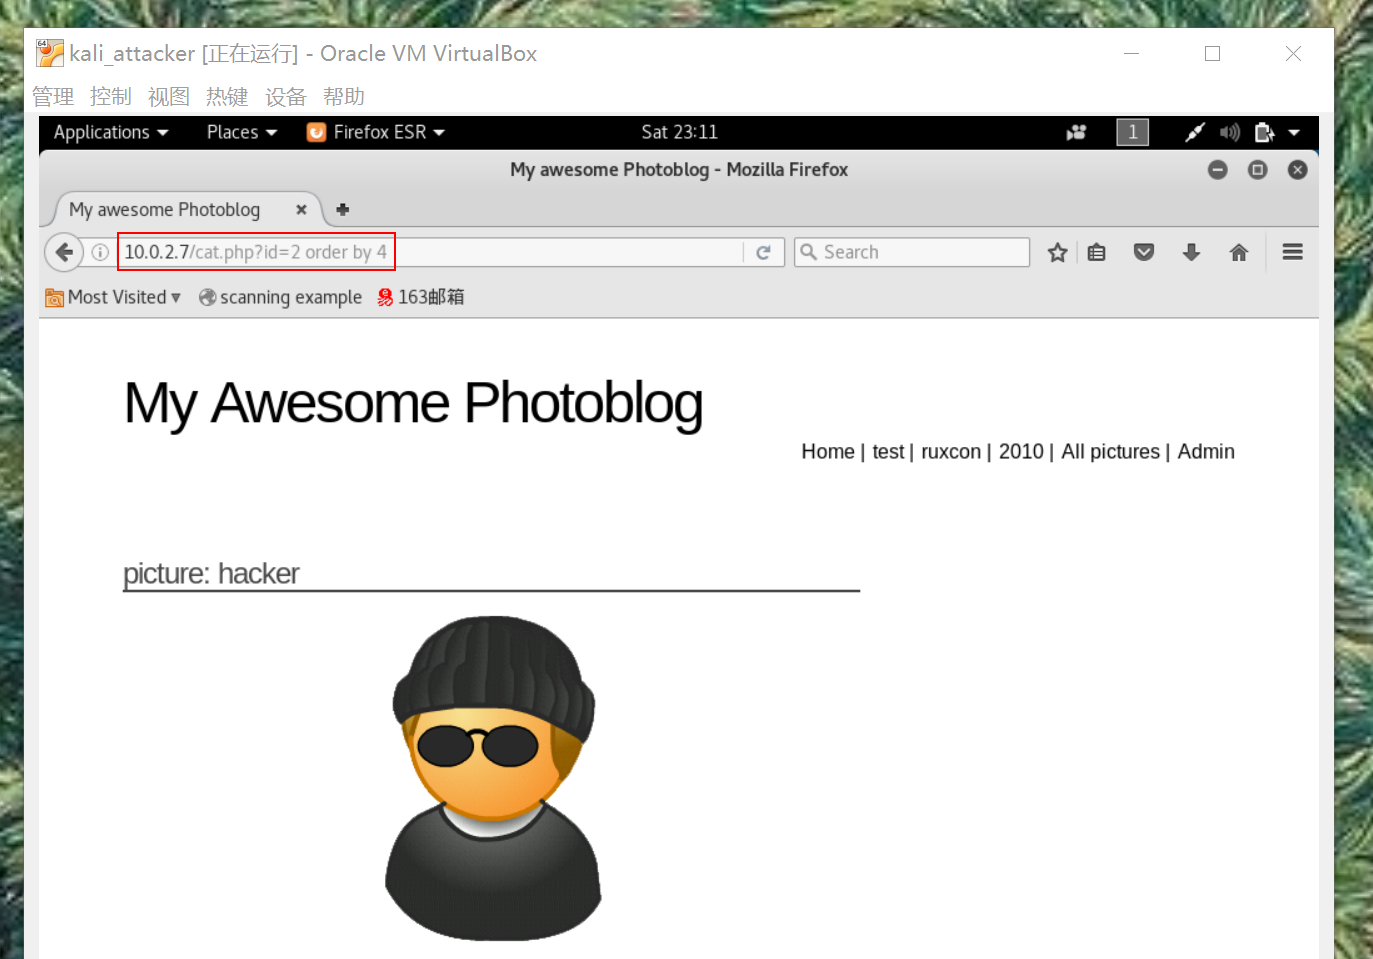 64
kali_attacker [正在运行] - Oracle VM VirtualBox
管理 控制 视图 热键 设备 帮助
Applications Places Firefox ESR Sat 23:11 1
My awesome Photoblog - Mozilla Firefox
My awesome Photoblog
10.0.2.7/cat.php?id=2 order by 4 Search
Most Visited scanning example 易 163邮箱
My Awesome Photoblog
Home | test | ruxcon | 2010 | All pictures | Admin
picture: hacker